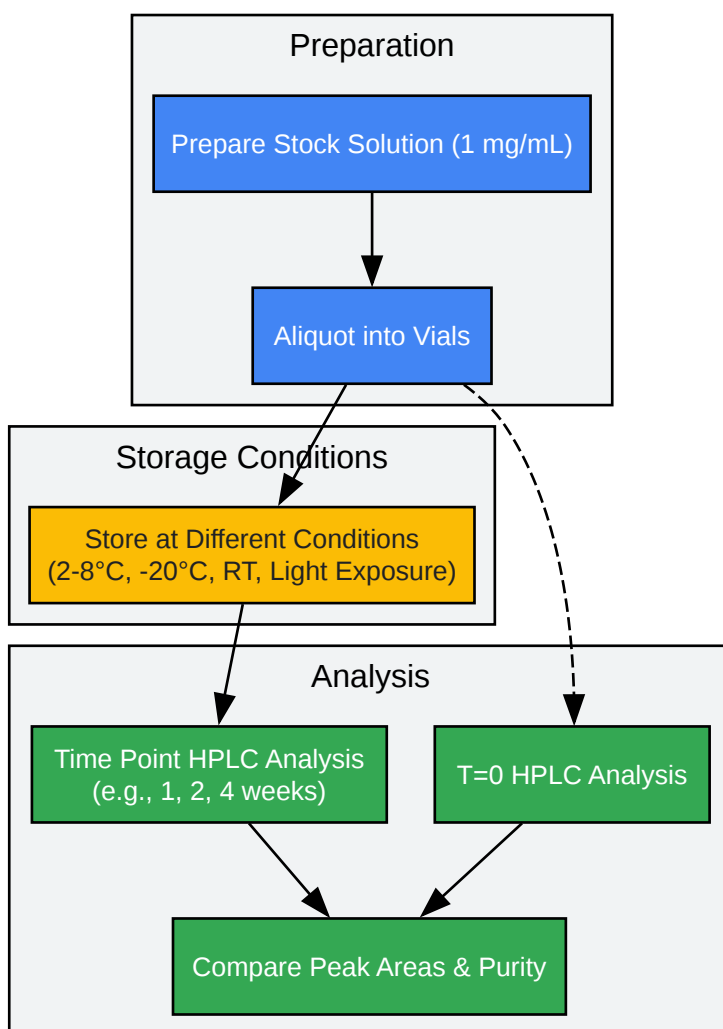 Preparation
Prepare Stock Solution (1 mg/mL)
Aliquot into Vials
Storage Conditions
Store at Different Conditions
(2-8°C, -20°C, RT, Light Exposure)
Analysis
Time Point HPLC Analysis
(e.g., 1, 2, 4 weeks)
T=0 HPLC Analysis
Compare Peak Areas & Purity